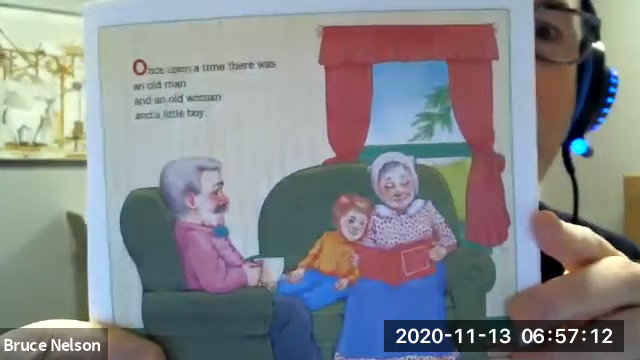 Once upon a time there was
an old man
and an old woman
and a little boy.
Bruce Nelson
2020-11-13 06:57:12